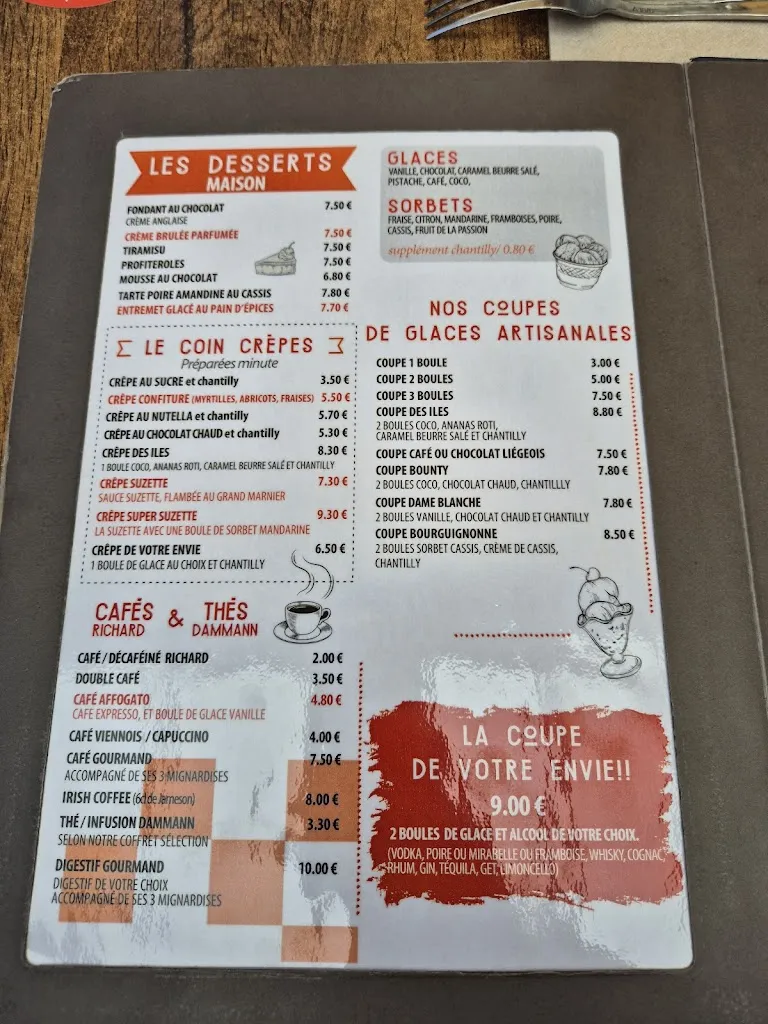 LES DESSERTS
MAISON
FONDANT AU CHOCOLAT 7.50 €
CRÈME ANGLAISE
CRÈME BRULÉE PARFUMÉE 7.50 €
TIRAMISU 7.50 €
PROFITEROLES 7.50 €
MOUSSE AU CHOCOLAT 6.80 €
TARTE POIRE AMANDINE AU CASSIS 7.80 €
ENTREMET GLACÉ AU PAIN D'ÉPICES 7.70 €
LE COIN CRÈPES
Préparées minute
CRÊPE AU SUCRE et chantilly 3.50 €
CRÊPE CONFITURE (MYRTILLES, ABRICOTS, FRAISES) 5.50 €
CRÊPE AU NUTELLA et chantilly 5.70 €
CRÊPE AU CHOCOLAT CHAUD et chantilly 5.30 €
CRÊPE DES ILES 8.30 €
1 BOULE COCO, ANANAS ROTI, CARAMEL BEURRE SALÉ ET CHANTILLY
CRÊPE SUZETTE 7.30 €
SAUCE SUZETTE, FLAMBÉE AU GRAND MARNIER
CRÊPE SUPER SUZETTE 9.30 €
LA SUZETTE AVEC UNE BOULE DE SORBET MANDARINE
CRÊPE DE VOTRE ENVIE 6.50 €
1 BOULE DE GLACE AU CHOIX ET CHANTILLY
CAFÉS & THÉS
RICHARD DAMMANN
CAFÉ / DÉCAFÉINÉ RICHARD 2.00 €
DOUBLE CAFÉ 3.50 €
CAFÉ AFFOGATO 4.80 €
CAFE EXPRESSO, ET BOULE DE GLACE VANILLE
CAFÉ VIENNOIS / CAPUCCINO 4.00 €
CAFÉ GOURMAND 7.50 €
ACCOMPAGNÉ DE SES 3 MIGNARDISES
IRISH COFFEE (6cl de Jameson) 8.00 €
THÉ / INFUSION DAMMANN 3.30 €
SELON NOTRE COFFRET SÉLECTION
DIGESTIF GOURMAND 10.00 €
DIGESTIF DE VOTRE CHOIX
ACCOMPAGNÉ DE SES 3 MIGNARDISES
GLACES
VANILLE, CHOCOLAT, CARAMEL BEURRE SALÉ,
PISTACHE, CAFÉ, COCO,
SORBETS
FRAISE, CITRON, MANDARINE, FRAMBOISES, POIRE,
CASSIS, FRUIT DE LA PASSION
supplément chantilly/ 0.80 €
NOS COUPES
DE GLACES ARTISANALES
COUPE 1 BOULE 3.00 €
COUPE 2 BOULES 5.00 €
COUPE 3 BOULES 7.50 €
COUPE DES ILES 8.80 €
2 BOULES COCO, ANANAS ROTI,
CARAMEL BEURRE SALÉ ET CHANTILLY
COUPE CAFÉ OU CHOCOLAT LIÉGEOIS 7.50 €
COUPE BOUNTY 7.80 €
2 BOULES COCO, CHOCOLAT CHAUD, CHANTILLLY
COUPE DAME BLANCHE 7.80 €
2 BOULES VANILLE, CHOCOLAT CHAUD ET CHANTILLY
COUPE BOURGUIGNONNE 8.50 €
2 BOULES SORBET CASSIS, CRÈME DE CASSIS,
CHANTILLY
LA COUPE
DE VOTRE ENVIE!!
9.00 €
2 BOULES DE GLACE ET ALCOOL DE VOTRE CHOIX.
(VODKA, POIRE OU MIRABELLE OU FRAMBOISE, WHISKY, COGNAC,
RHUM, GIN, TEQUILA, GET, LIMONCELLO)